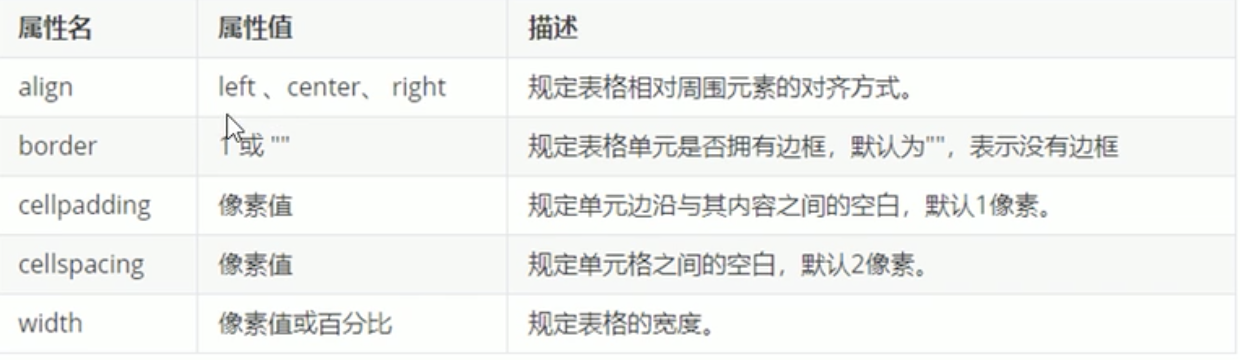 属性名 属性值 描述
align left 、center、 right 规定表格相对周围元素的对齐方式。
border 1或 "" 规定表格单元是否拥有边框，默认为""，表示没有边框
cellpadding 像素值 规定单元边沿与其内容之间的空白，默认1像素。
cellspacing 像素值 规定单元格之间的空白，默认2像素。
width 像素值或百分比 规定表格的宽度。